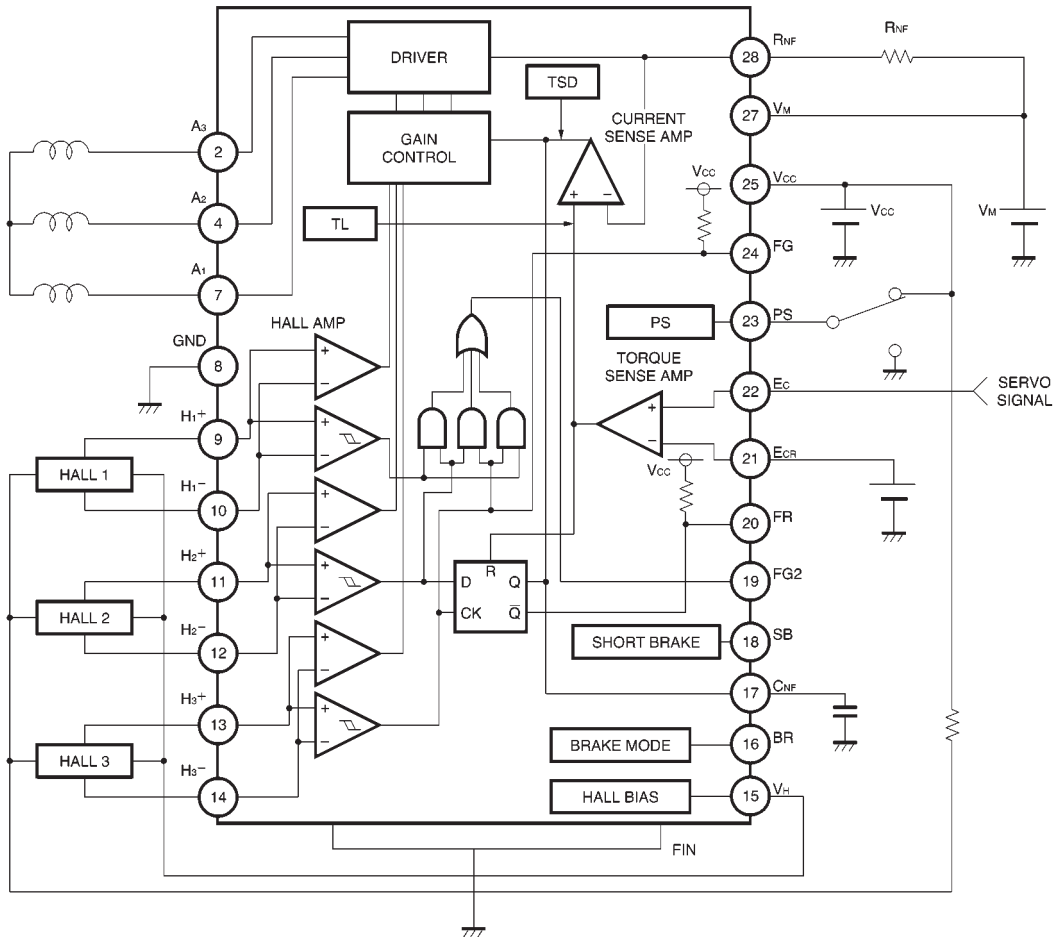 DRIVER
TSD
CURRENT
SENSE AMP
GAIN
CONTROL
TL
+
−
VCC
RNF
28
RNF
27
VM
25
VCC
VCC
VM
24
FG
A3
2
A2
4
A1
7
GND
8
HALL AMP
PS
23
PS
TORQUE
SENSE AMP
+
−
22
EC
SERVO
SIGNAL
21
ECR
VCC
20
FR
H1+
9
HALL 1
H1−
10
+
−
+
−
H2+
11
HALL 2
H2−
12
+
−
+
−
D
R
Q
CK
Q̅
19
FG2
SHORT BRAKE
18
SB
H3+
13
HALL 3
H3−
14
+
−
+
−
17
CNF
BRAKE MODE
16
BR
HALL BIAS
15
VH
FIN